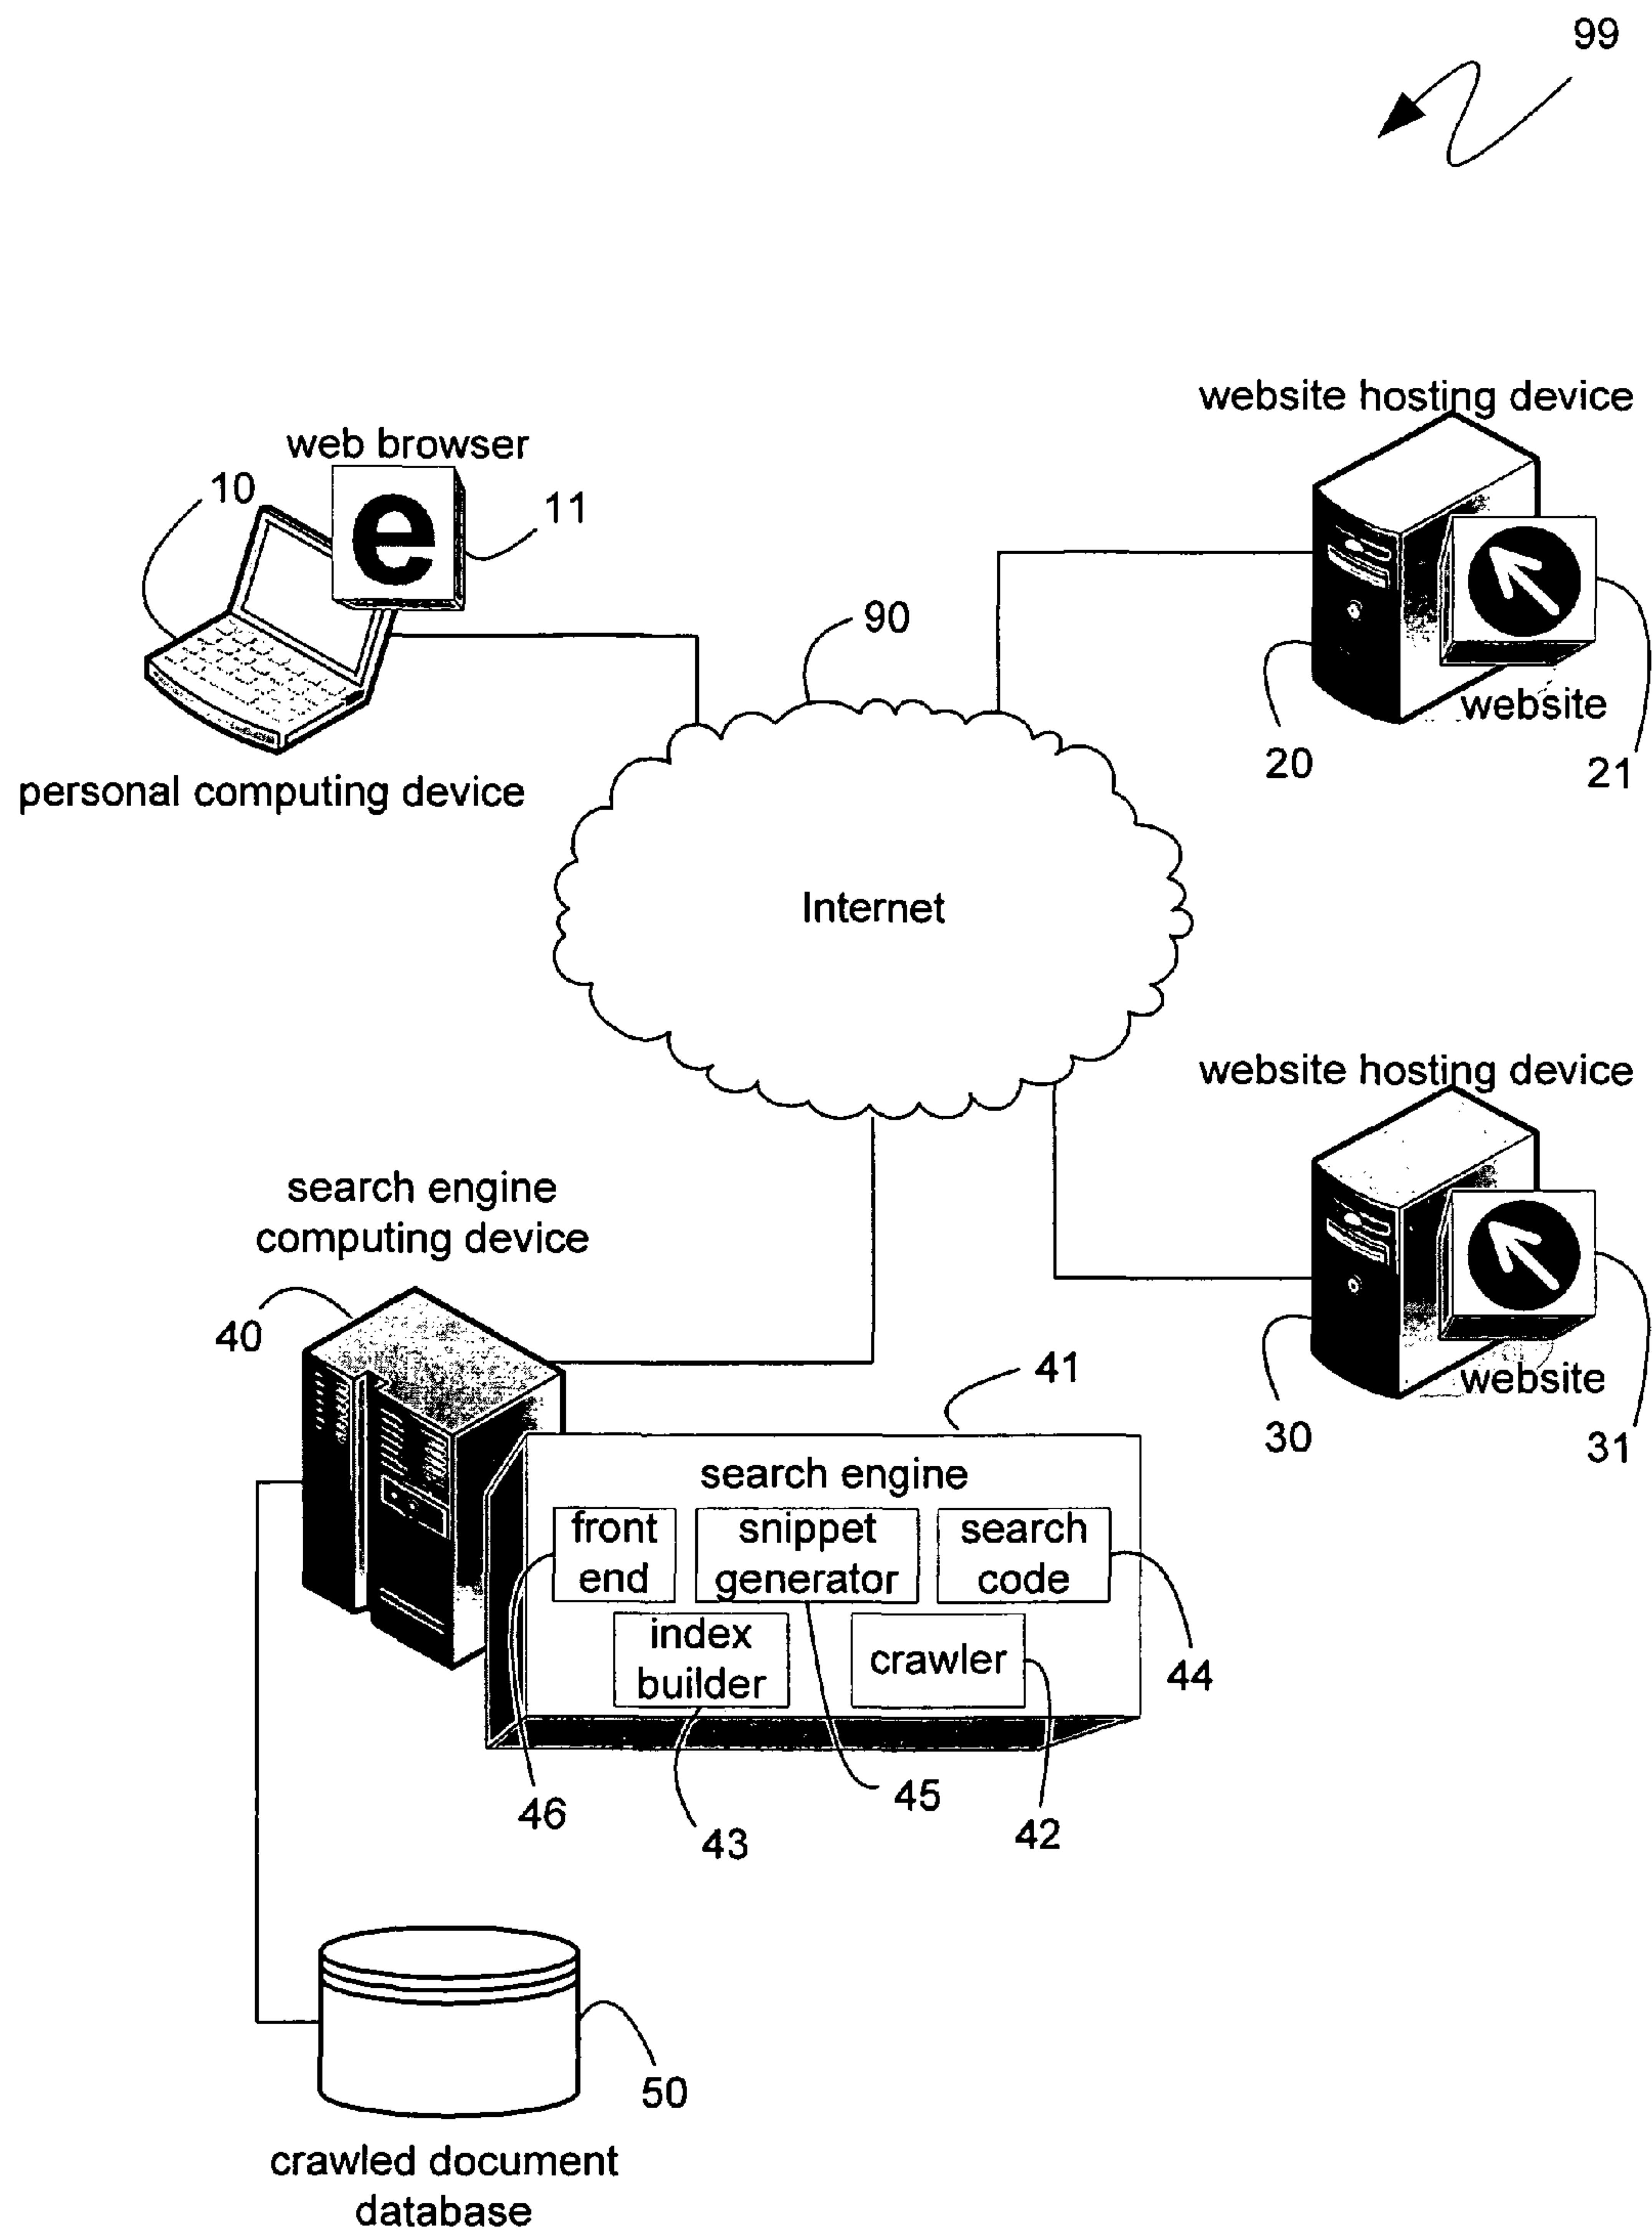 99
website hosting device
web browser
e
10
11
90
20
website
21
personal computing device
Internet
website hosting device
search engine
computing device
40
41
30
website
31
search engine
front
end
snippet
generator
search
code
index
builder
crawler
44
46
43
45
42
50
crawled document
database